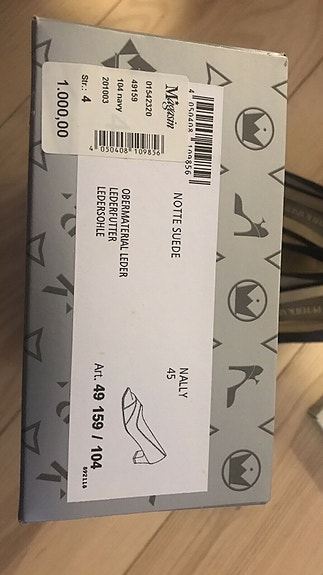 Magasin
01542320
49159
104 navy
201003
Str.: 4
1.000,00
4 050408 109856
4 050408 109856
NOTTE SUEDE
NALLY
45
OBERMATERIAL LEDER
LEDERFUTTER
LEDERSOHLE
Art. 49 159 / 104
892118